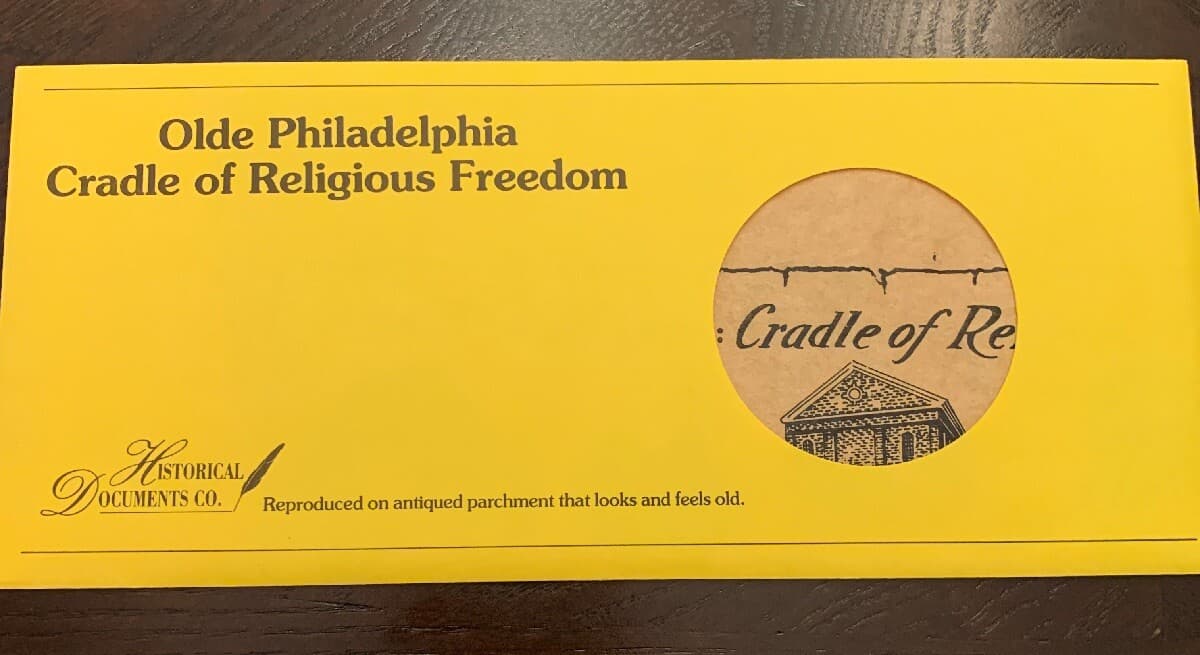 Olde Philadelphia
Cradle of Religious Freedom
: Cradle of Re
HISTORICAL
DOCUMENTS CO.
Reproduced on antiqued parchment that looks and feels old.